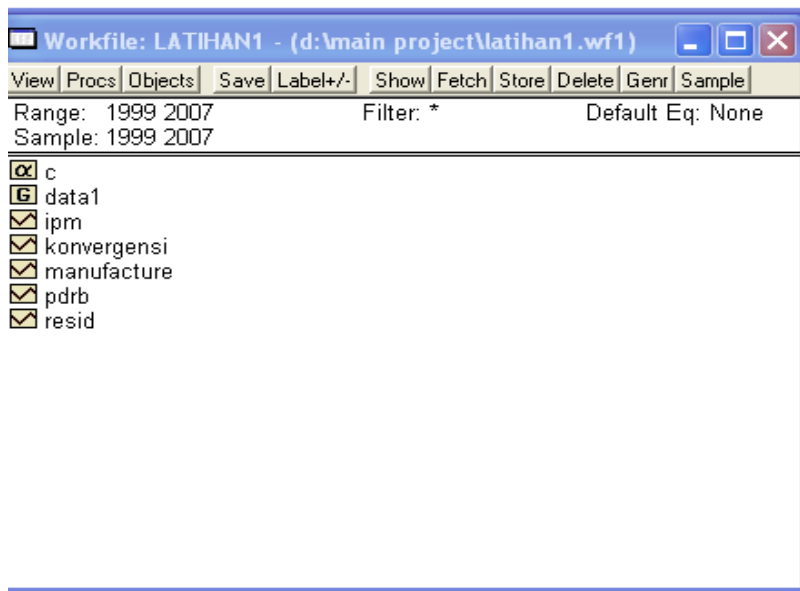 Workfile: LATIHAN1 - (d:\main project\latihan1.wf1)
View Procs Objects Save Label+/- Show Fetch Store Delete Genr Sample
Range: 1999 2007 Filter: * Default Eq: None
Sample: 1999 2007
α c
G data1
ipm
konvergensi
manufacture
pdrb
resid